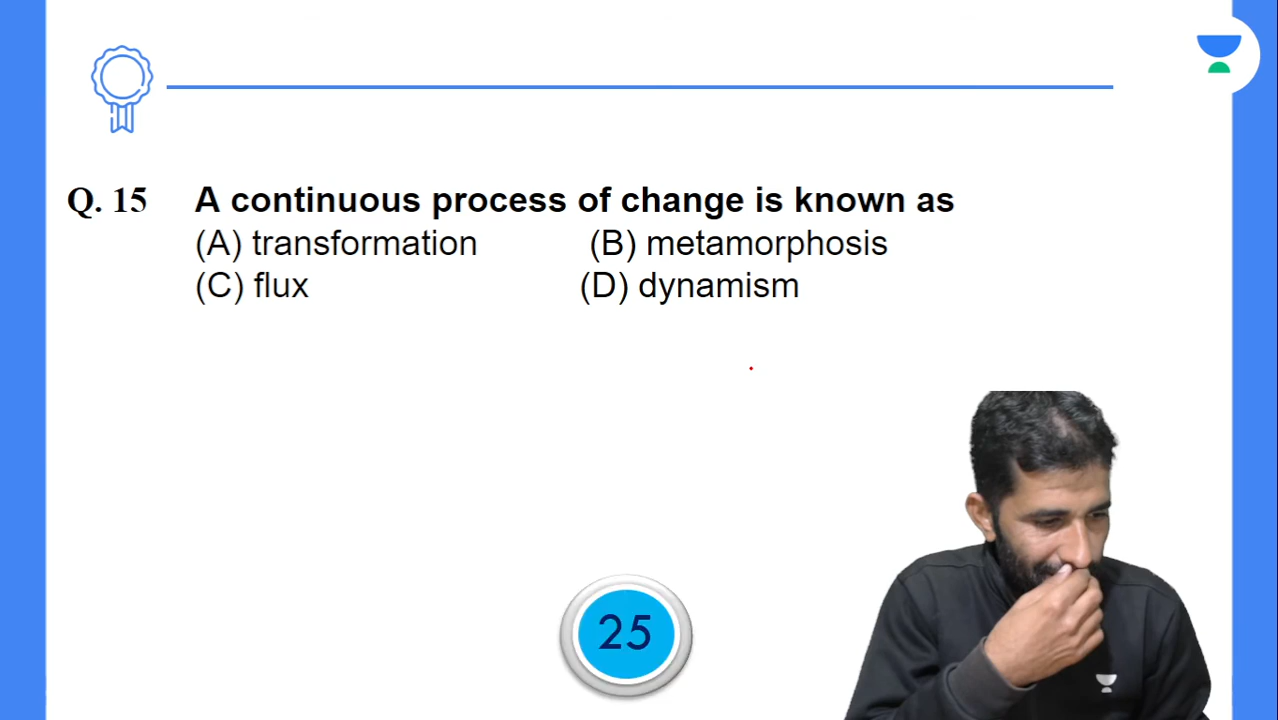 Q. 15 A continuous process of change is known as
(A) transformation (B) metamorphosis
(C) flux (D) dynamism
25